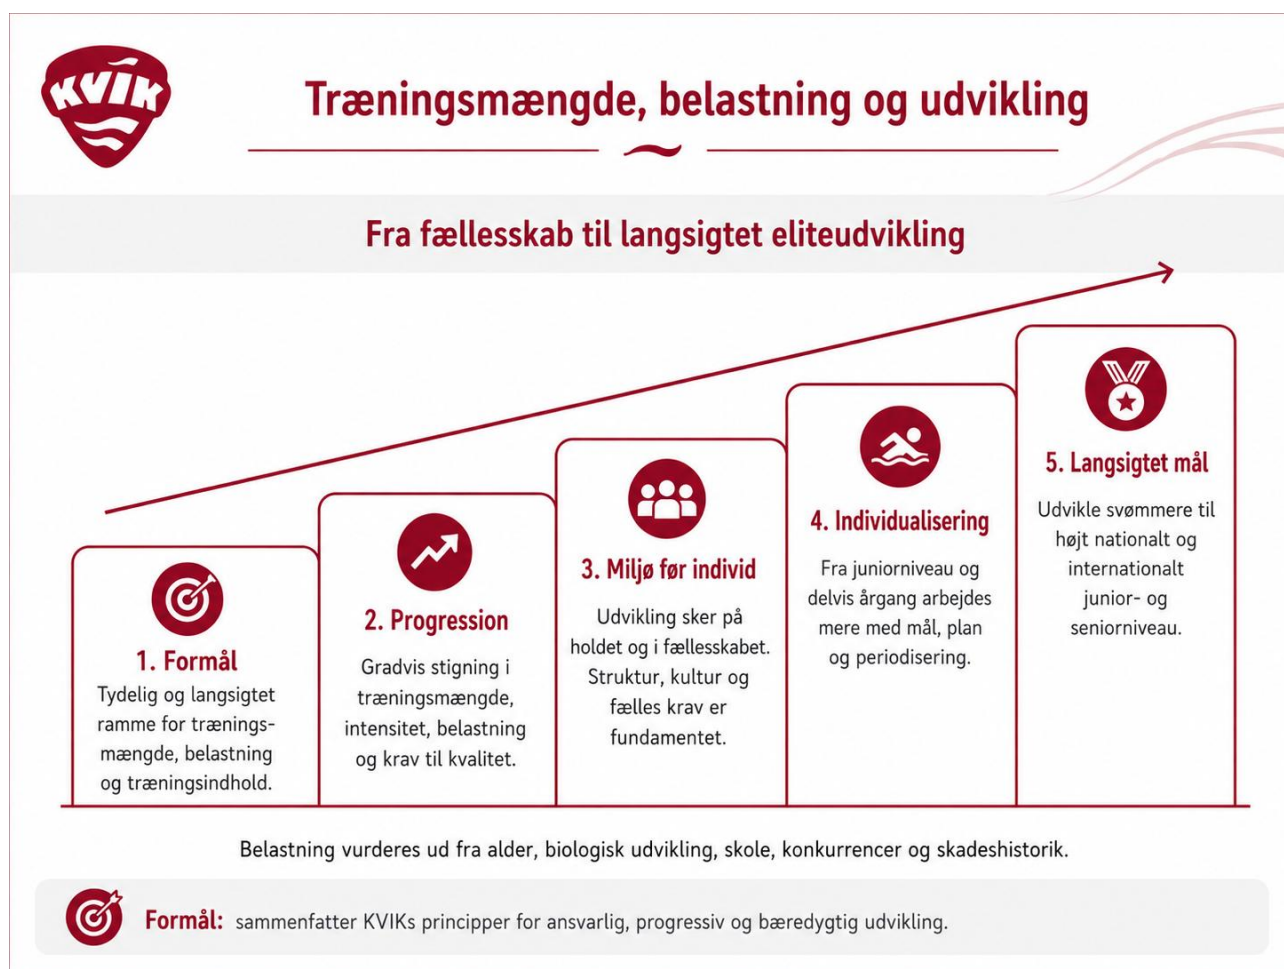 KVIK
Træningsmængde, belastning og udvikling
Fra fællesskab til langsigtet eliteudvikling
1. Formål
Tydelig og langsigtet
ramme for trænings-
mængde, belastning
og træningsindhold.
2. Progression
Gradvis stigning i
træningsmængde,
intensitet, belastning
og krav til kvalitet.
3. Miljø før individ
Udvikling sker på
holdet og i fællesskabet.
Struktur, kultur og
fælles krav er
fundamentet.
4. Individualisering
Fra juniorniveau og
delvis årgang arbejdes
mere med mål, plan
og periodisering.
5. Langsigtet mål
Udvikle svømmere til
højt nationalt og
internationalt
junior- og
seniorniveau.
Belastning vurderes ud fra alder, biologisk udvikling, skole, konkurrencer og skadeshistorik.
Formål: sammenfatter KVIKs principper for ansvarlig, progressiv og bæredygtig udvikling.